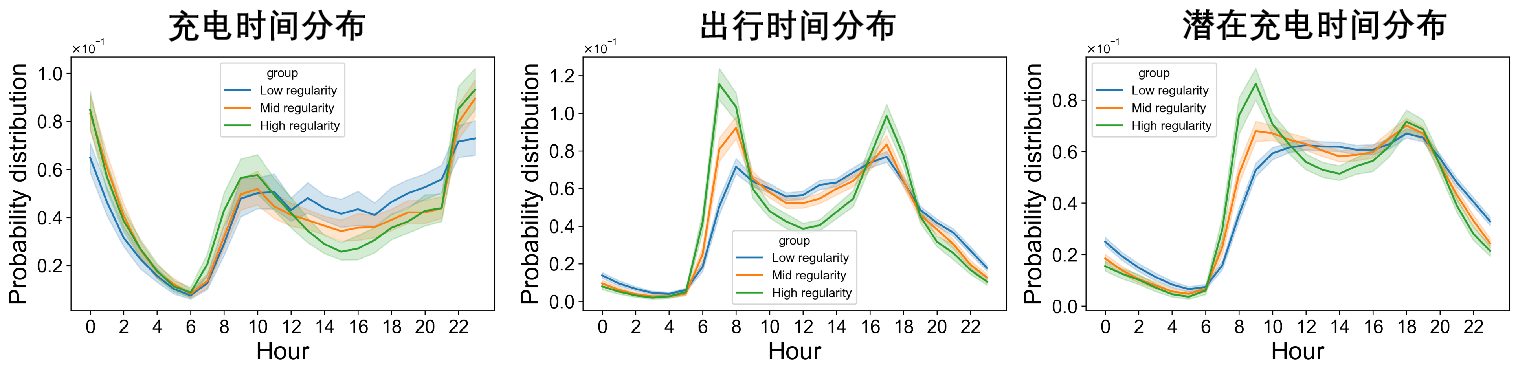 充电时间分布
×10⁻¹
Probability distribution
1.0
0.8
0.6
0.4
0.2
group
Low regularity
Mid regularity
High regularity
0 2 4 6 8 10 12 14 16 18 20 22
Hour
出行时间分布
×10⁻¹
Probability distribution
1.2
1.0
0.8
0.6
0.4
0.2
0.0
group
Low regularity
Mid regularity
High regularity
0 2 4 6 8 10 12 14 16 18 20 22
Hour
潜在充电时间分布
×10⁻¹
Probability distribution
0.8
0.6
0.4
0.2
0.0
group
Low regularity
Mid regularity
High regularity
0 2 4 6 8 10 12 14 16 18 20 22
Hour